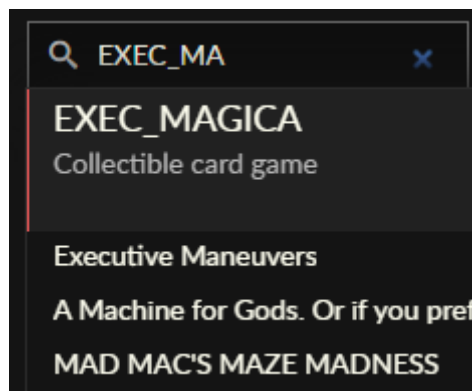 EXEC_MA
EXEC_MAGICA
Collectible card game
Executive Maneuvers
A Machine for Gods. Or if you pref
MAD MAC'S MAZE MADNESS